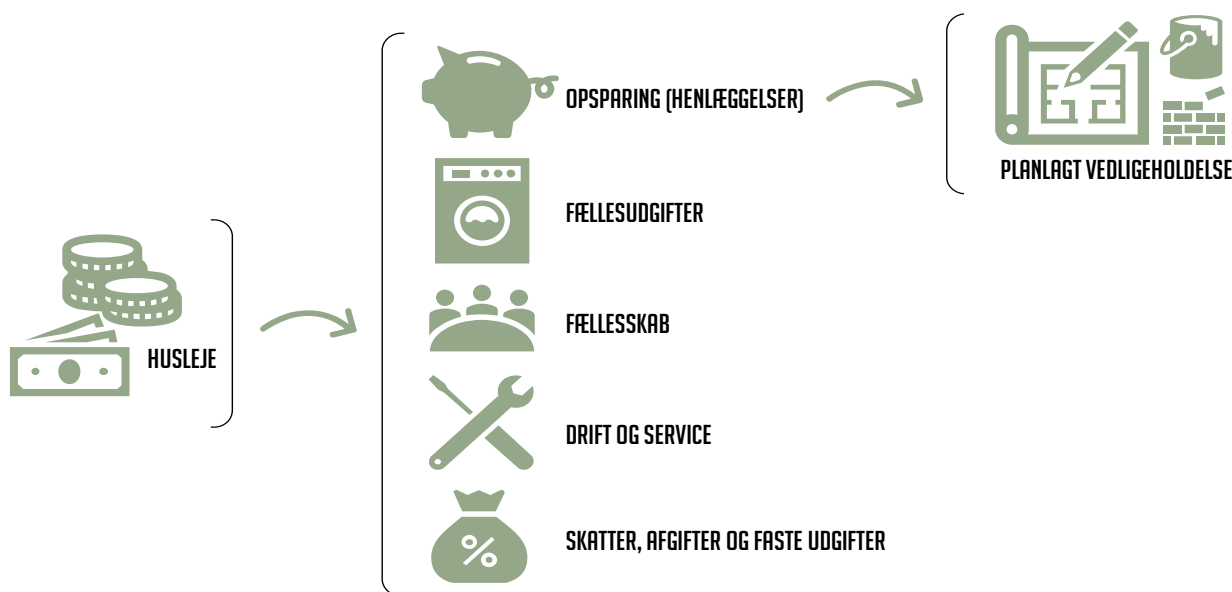 HUSLEJE
OPSPARING (HENLÆGGELSER)
PLANLAGT VEDLIGEHOLDELSE
FÆLLESUDGIFTER
FÆLLESSKAB
DRIFT OG SERVICE
%
SKATTER, AFGIFTER OG FASTE UDGIFTER